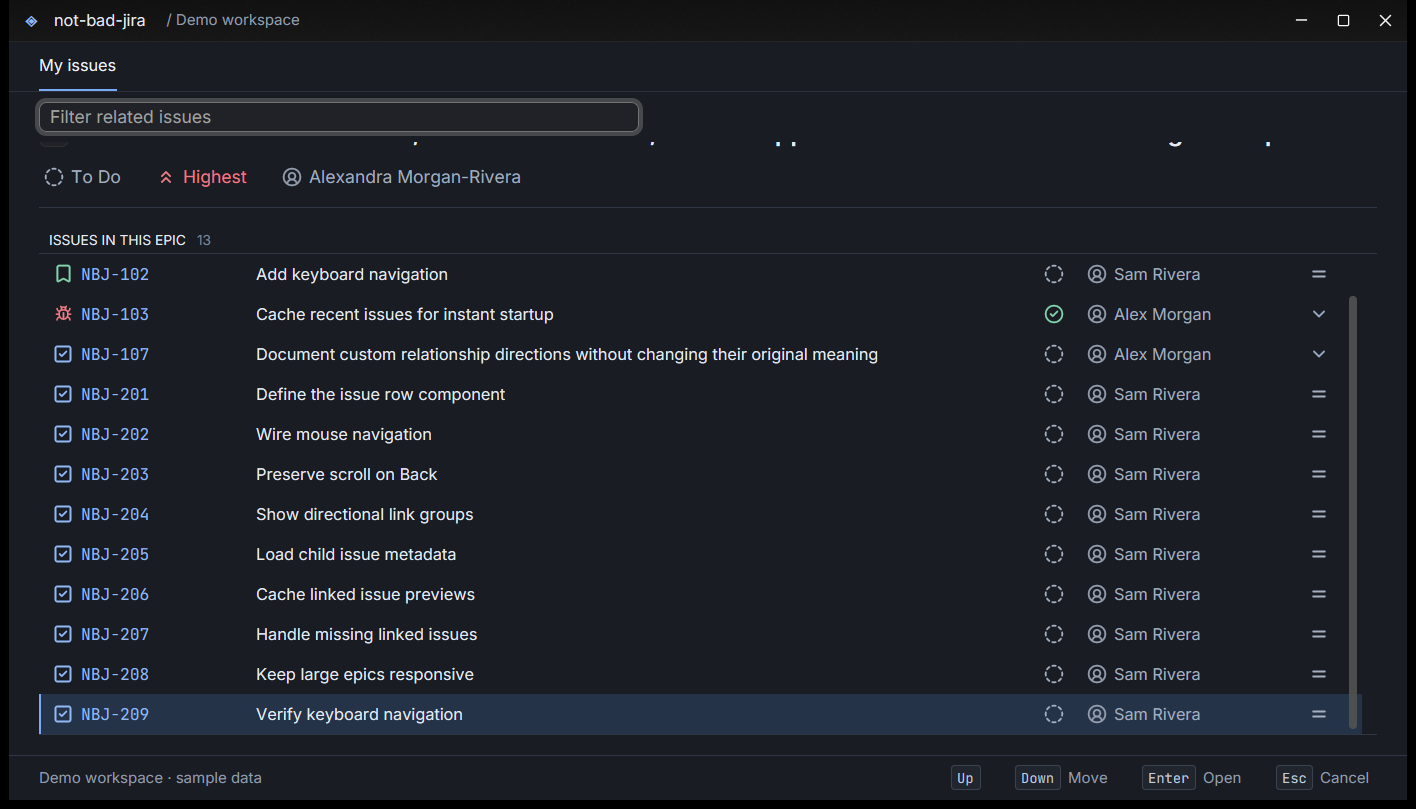 not-bad-jira / Demo workspace
My issues
Filter related issues
To Do Highest Alexandra Morgan-Rivera
ISSUES IN THIS EPIC 13
NBJ-102 Add keyboard navigation Sam Rivera
NBJ-103 Cache recent issues for instant startup Alex Morgan
NBJ-107 Document custom relationship directions without changing their original meaning Alex Morgan
NBJ-201 Define the issue row component Sam Rivera
NBJ-202 Wire mouse navigation Sam Rivera
NBJ-203 Preserve scroll on Back Sam Rivera
NBJ-204 Show directional link groups Sam Rivera
NBJ-205 Load child issue metadata Sam Rivera
NBJ-206 Cache linked issue previews Sam Rivera
NBJ-207 Handle missing linked issues Sam Rivera
NBJ-208 Keep large epics responsive Sam Rivera
NBJ-209 Verify keyboard navigation Sam Rivera
Demo workspace · sample data Up Down Move Enter Open Esc Cancel